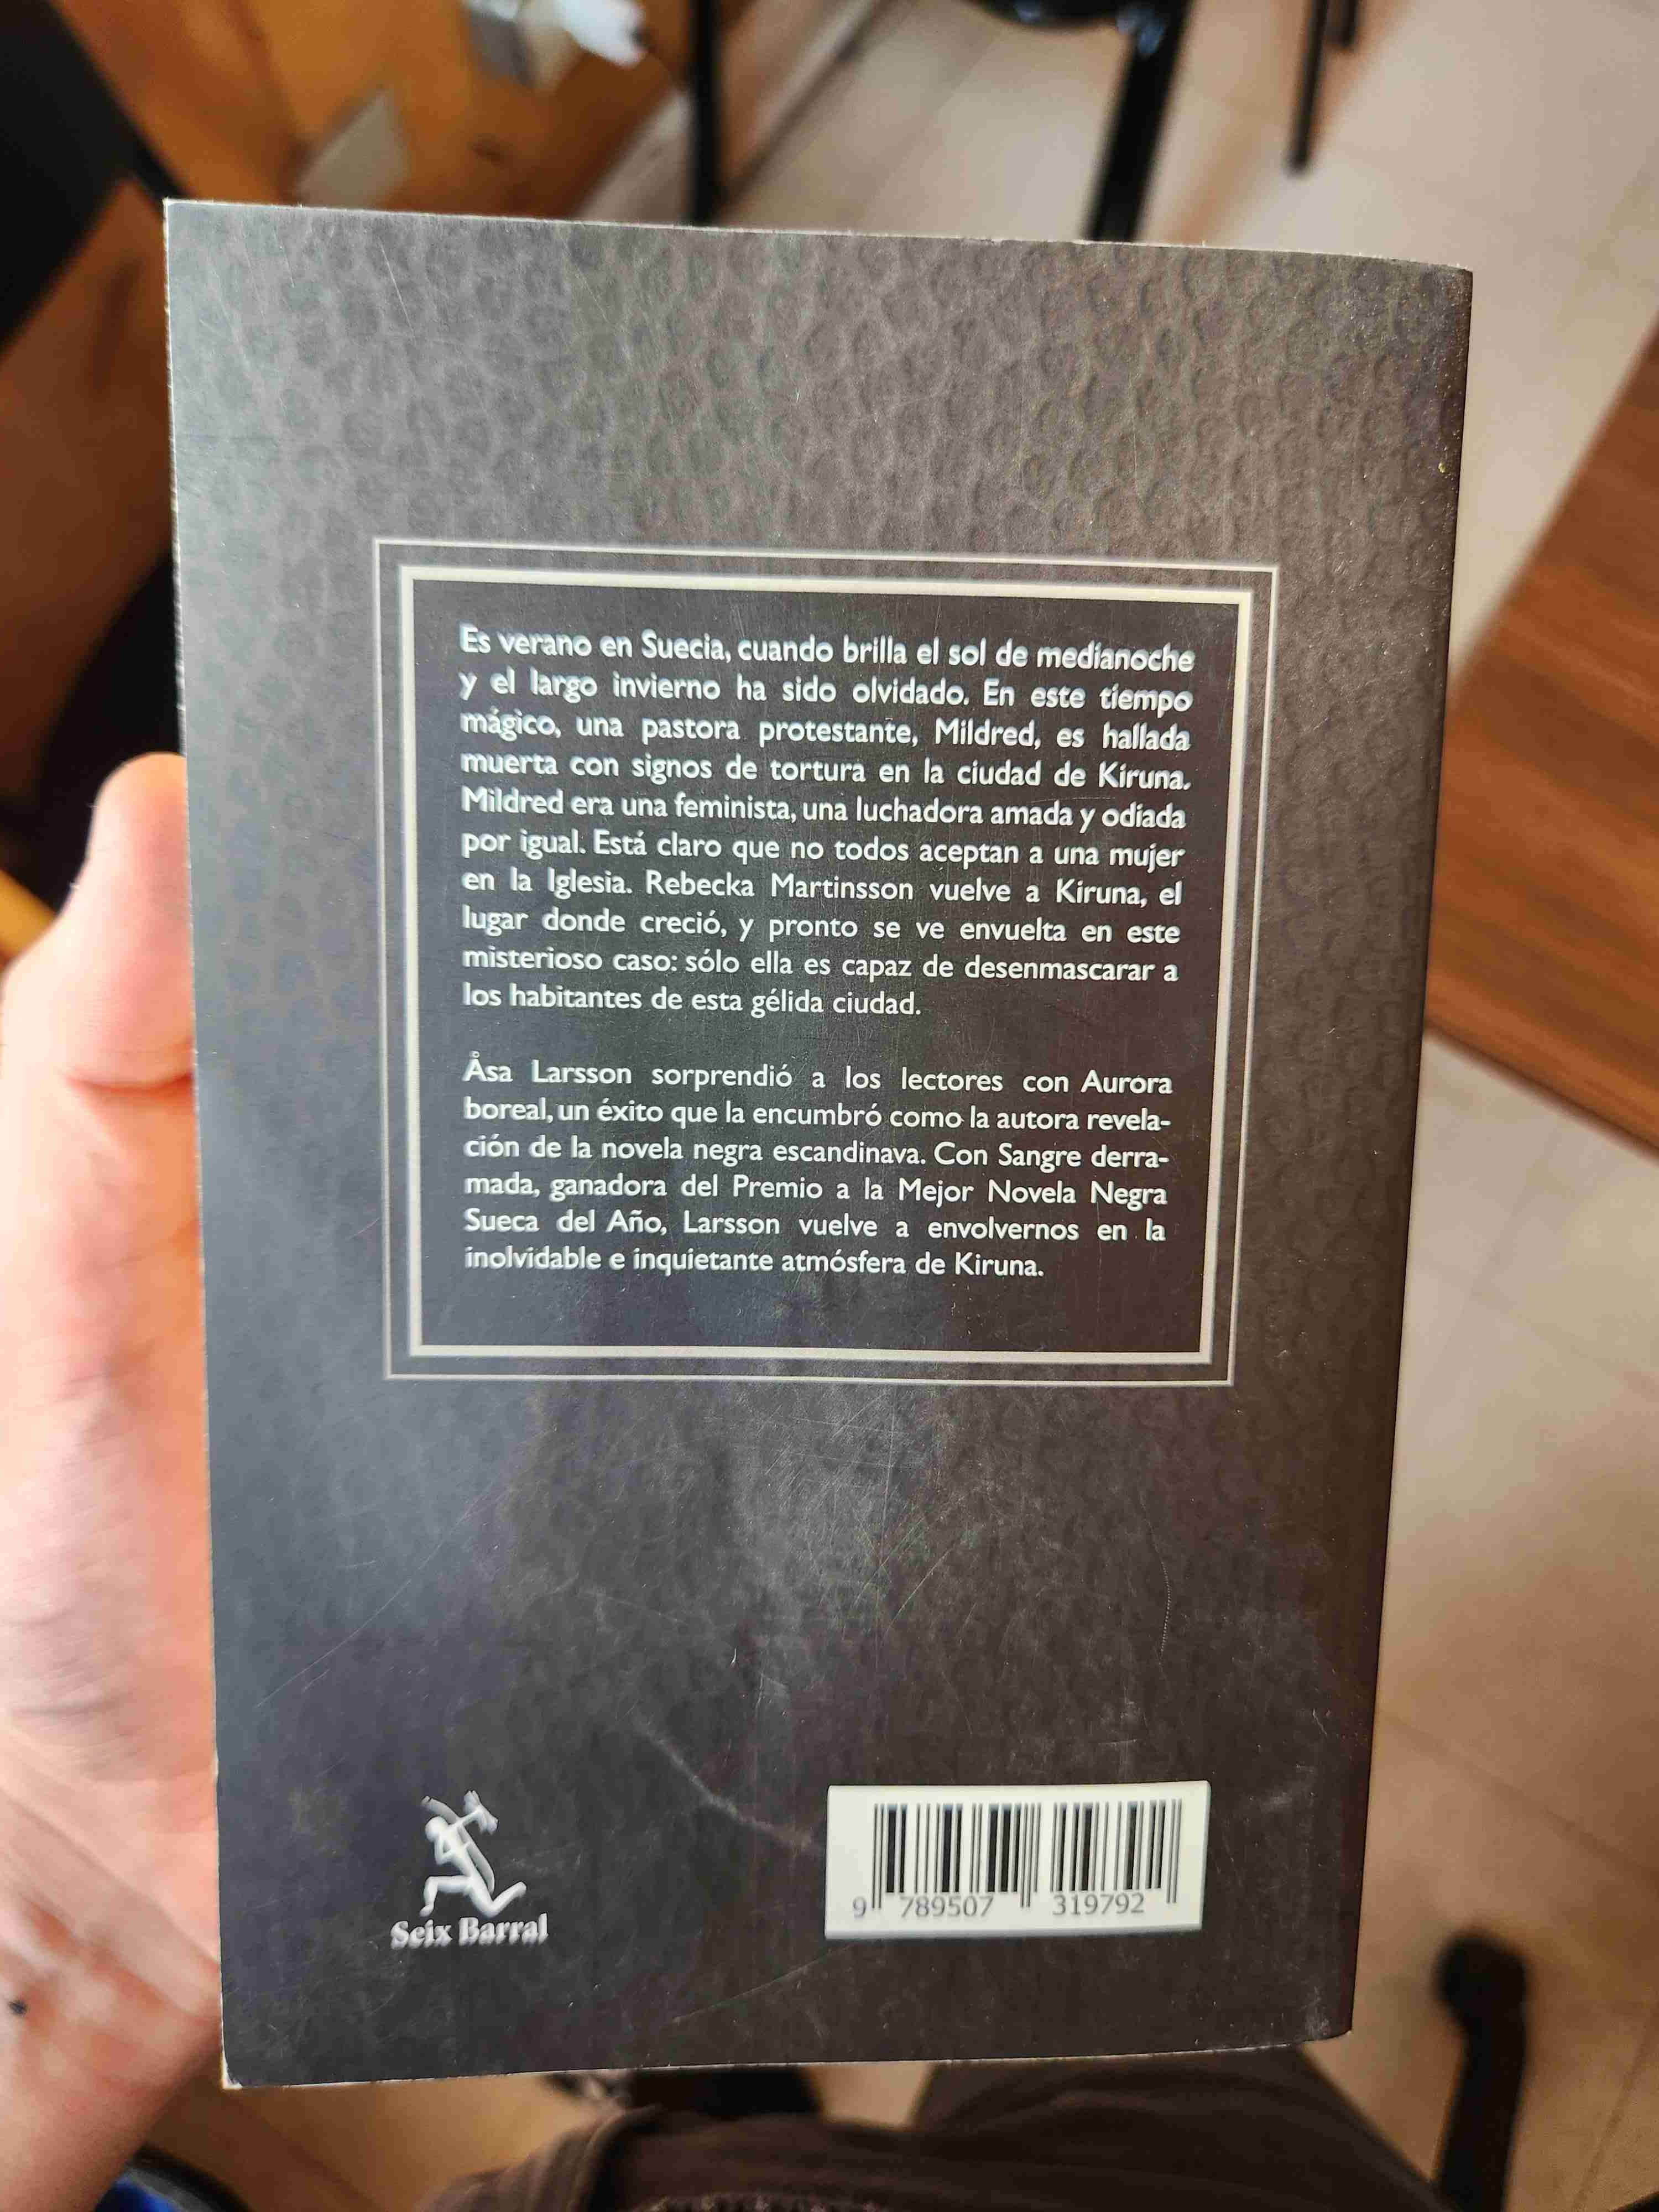 Es verano en Suecia, cuando brilla el sol de medianoche
y el largo invierno ha sido olvidado. En este tiempo
mágico, una pastora protestante, Mildred, es hallada
muerta con signos de tortura en la ciudad de Kiruna.
Mildred era una feminista, una luchadora amada y odiada
por igual. Está claro que no todos aceptan a una mujer
en la Iglesia. Rebecka Martinsson vuelve a Kiruna, el
lugar donde creció, y pronto se ve envuelta en este
misterioso caso: sólo ella es capaz de desenmascarar a
los habitantes de esta gélida ciudad.
Åsa Larsson sorprendió a los lectores con Aurora
boreal, un éxito que la encumbró como la autora revela-
ción de la novela negra escandinava. Con Sangre derra-
mada, ganadora del Premio a la Mejor Novela Negra
Sueca del Año, Larsson vuelve a envolvernos en la
inolvidable e inquietante atmósfera de Kiruna.
Seix Barral
9 789507 319792